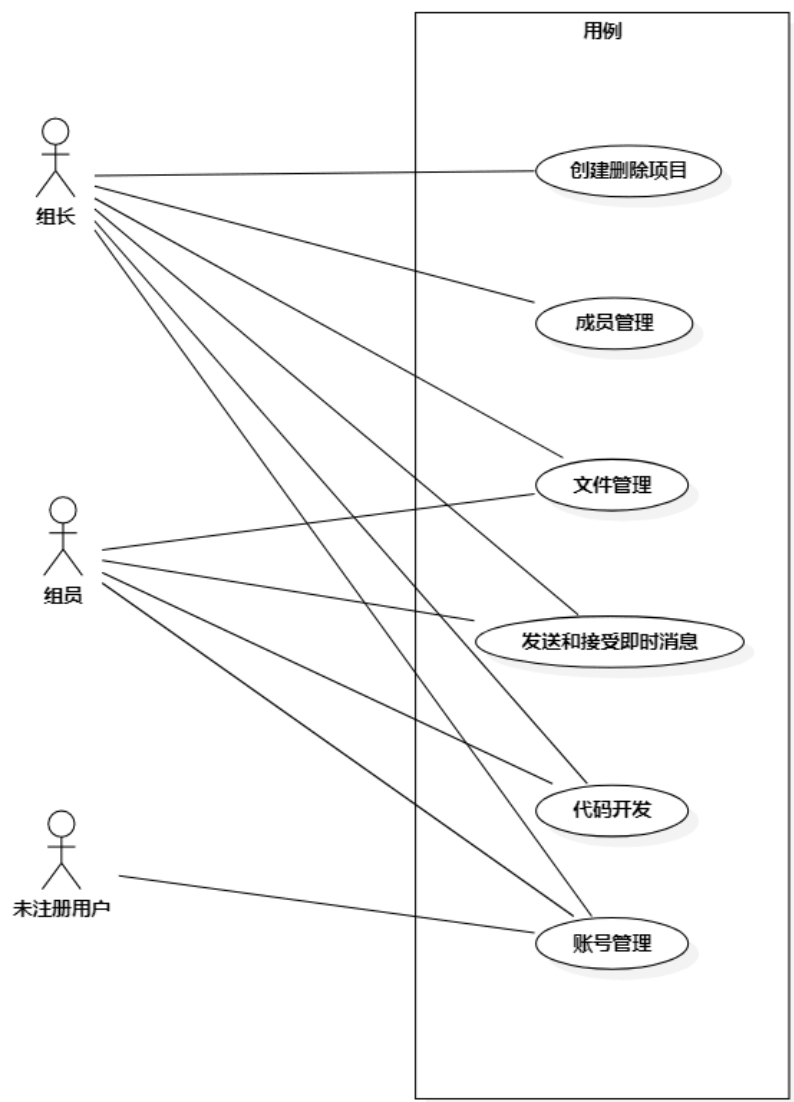 用例
创建删除项目
组长
成员管理
文件管理
组员
发送和接受即时消息
代码开发
未注册用户
账号管理